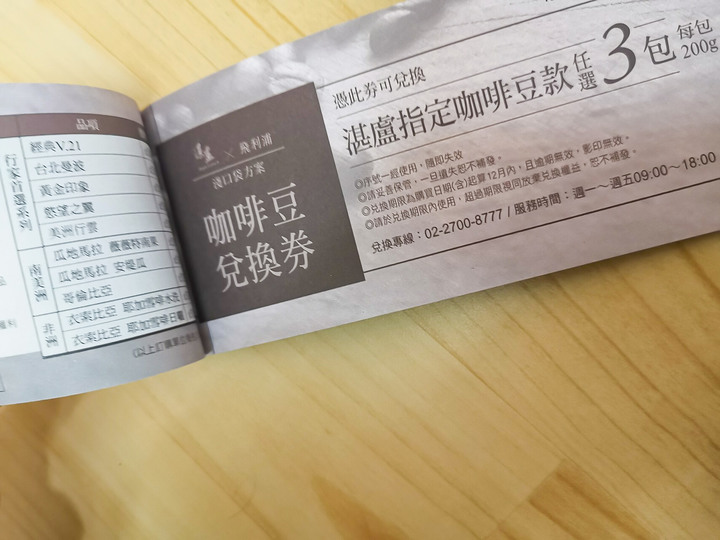 品項
行家首選系列
經典V.21
台北曼波
黃金印象
慾望之翼
美洲行雲
南美洲
瓜地馬拉 薇薇特南果
瓜地馬拉 安堤瓜
哥倫比亞
非洲
衣索比亞 耶加雪啡水洗
衣索比亞 耶加雪啡日曬
湛盧 × 飛利浦
淺口袋方案
咖啡豆
兌換券
憑此券可兌換
湛盧指定咖啡豆款任選3包 每包200g
◎序號一經使用，隨即失效
◎請妥善保管，一旦遺失恕不補發。
◎兌換期限為購買日期(含)起算12月內，且逾期無效，影印無效。
◎請於兌換期限內使用，超過期限視同放棄兌換權益，恕不補發。
兌換專線：02-2700-8777 / 服務時間：週一～週五09:00～18:00